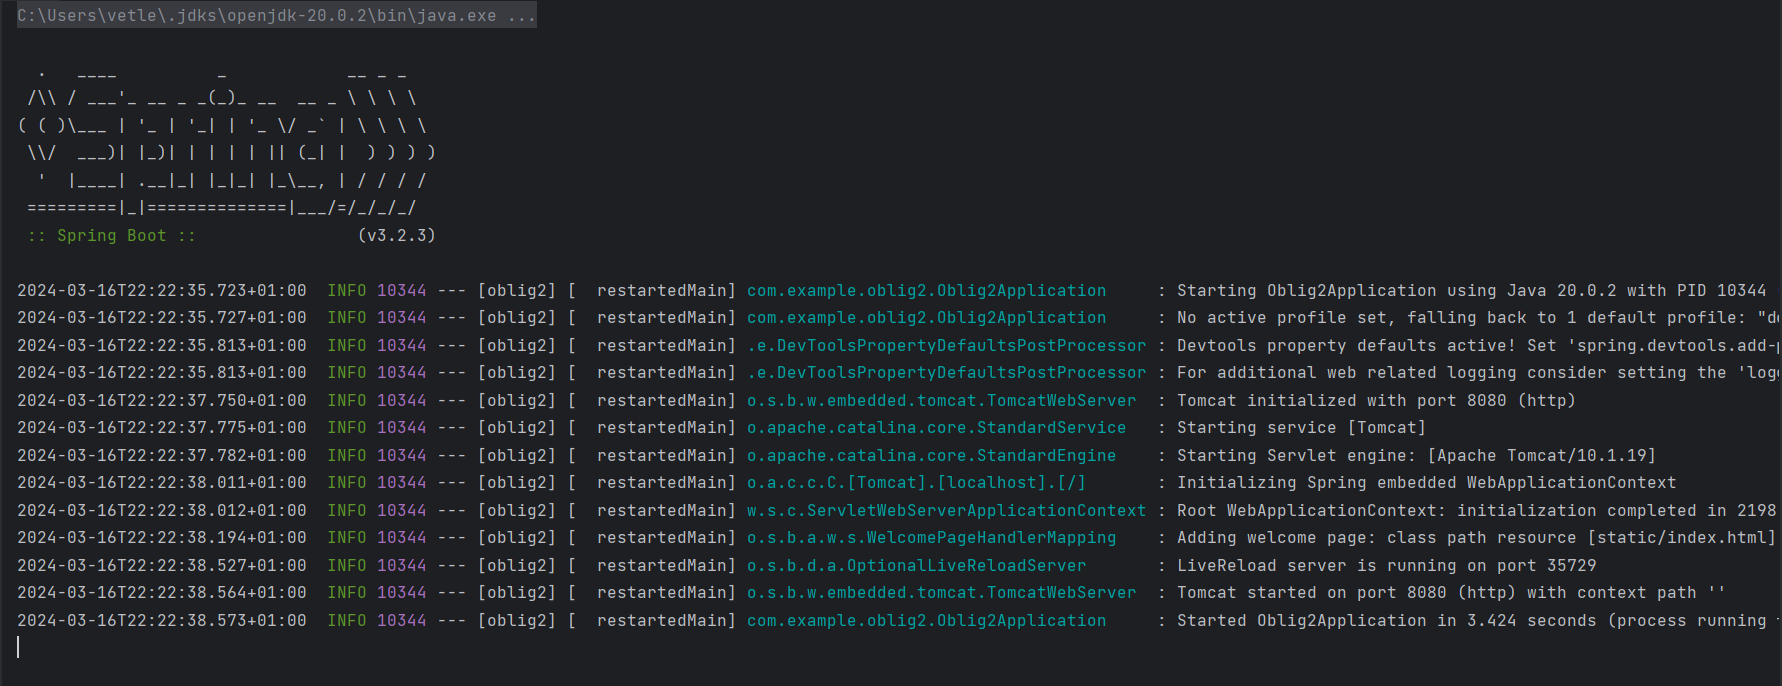 C:\Users\vetle\.jdks\openjdk-20.0.2\bin\java.exe ...
  .   ____          _            __ _ _
 /\\ / ___'_ __ _ _(_)_ __  __ _ \ \ \ \
( ( )\___ | '_ | '_| | '_ \/ _` | \ \ \ \
 \\/  ___)| |_)| | | | | || (_| |  ) ) ) )
  '  |____| .__|_| |_|_| |_\__, | / / / /
 =========|_|==============|___/=/_/_/_/
 :: Spring Boot ::                (v3.2.3)
2024-03-16T22:22:35.723+01:00  INFO 10344 --- [oblig2] [  restartedMain] com.example.oblig2.Oblig2Application     : Starting Oblig2Application using Java 20.0.2 with PID 10344
2024-03-16T22:22:35.727+01:00  INFO 10344 --- [oblig2] [  restartedMain] com.example.oblig2.Oblig2Application     : No active profile set, falling back to 1 default profile:
2024-03-16T22:22:35.813+01:00  INFO 10344 --- [oblig2] [  restartedMain] .e.DevToolsPropertyDefaultsPostProcessor : Devtools property defaults active! Set 'spring.devtools.add-p
2024-03-16T22:22:35.813+01:00  INFO 10344 --- [oblig2] [  restartedMain] .e.DevToolsPropertyDefaultsPostProcessor : For additional web related logging consider setting the 'logg
2024-03-16T22:22:37.750+01:00  INFO 10344 --- [oblig2] [  restartedMain] o.s.b.w.embedded.tomcat.TomcatWebServer  : Tomcat initialized with port 8080 (http)
2024-03-16T22:22:37.775+01:00  INFO 10344 --- [oblig2] [  restartedMain] o.apache.catalina.core.StandardService   : Starting service [Tomcat]
2024-03-16T22:22:37.782+01:00  INFO 10344 --- [oblig2] [  restartedMain] o.apache.catalina.core.StandardEngine    : Starting Servlet engine: [Apache Tomcat/10.1.19]
2024-03-16T22:22:38.011+01:00  INFO 10344 --- [oblig2] [  restartedMain] o.a.c.c.C.[Tomcat].[localhost].[/]       : Initializing Spring embedded WebApplicationContext
2024-03-16T22:22:38.012+01:00  INFO 10344 --- [oblig2] [  restartedMain] w.s.c.ServletWebServerApplicationContext : Root WebApplicationContext: initialization completed in 2198
2024-03-16T22:22:38.194+01:00  INFO 10344 --- [oblig2] [  restartedMain] o.s.b.a.w.s.WelcomePageHandlerMapping    : Adding welcome page: class path resource [static/index.html]
2024-03-16T22:22:38.527+01:00  INFO 10344 --- [oblig2] [  restartedMain] o.s.b.d.a.OptionalLiveReloadServer       : LiveReload server is running on port 35729
2024-03-16T22:22:38.564+01:00  INFO 10344 --- [oblig2] [  restartedMain] o.s.b.w.embedded.tomcat.TomcatWebServer  : Tomcat started on port 8080 (http) with context path ''
2024-03-16T22:22:38.573+01:00  INFO 10344 --- [oblig2] [  restartedMain] com.example.oblig2.Oblig2Application     : Started Oblig2Application in 3.424 seconds (process running